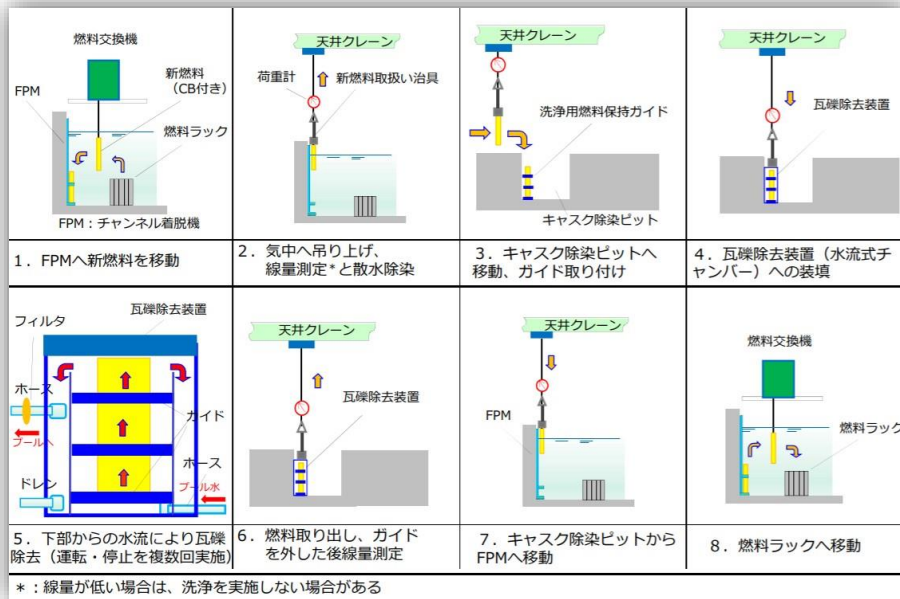 燃料交換機
新燃料
(CB付き)
FPM
燃料ラック
FPM:チャンネル着脱機
1.FPMへ新燃料を移動
天井クレーン
荷重計
新燃料取扱い治具
2.気中へ吊り上げ、
線量測定*と散水除染
天井クレーン
洗浄用燃料保持ガイド
キャスク除染ピット
3.キャスク除染ピットへ
移動、ガイド取り付け
天井クレーン
瓦礫除去装置
4.瓦礫除去装置(水流式チ
ャンバー)への装填
瓦礫除去装置
フィルタ
ホース
プールへ
ガイド
ホース
プール水
ドレン
5.下部からの水流により瓦礫
除去(運転・停止を複数回実施)
天井クレーン
瓦礫除去装置
6.燃料取り出し、ガイド
を外した後線量測定
天井クレーン
FPM
7.キャスク除染ピットから
FPMへ移動
燃料交換機
燃料ラック
8.燃料ラックへ移動
*:線量が低い場合は、洗浄を実施しない場合がある